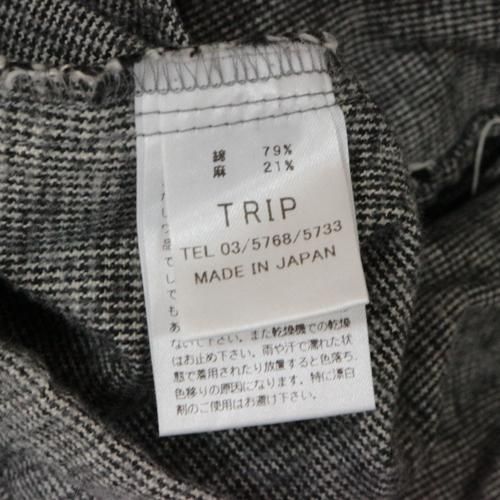 綿 79%
麻 21%
TRIP
TEL 03/5768/5733
MADE IN JAPAN
ないし下さい。また乾燥機での乾燥
はお止め下さい。雨や汗で濡れた状
態で着用されたり放置すると色落ち、
色移りの原因になります。特に漂白
剤のご使用はお避け下さい。